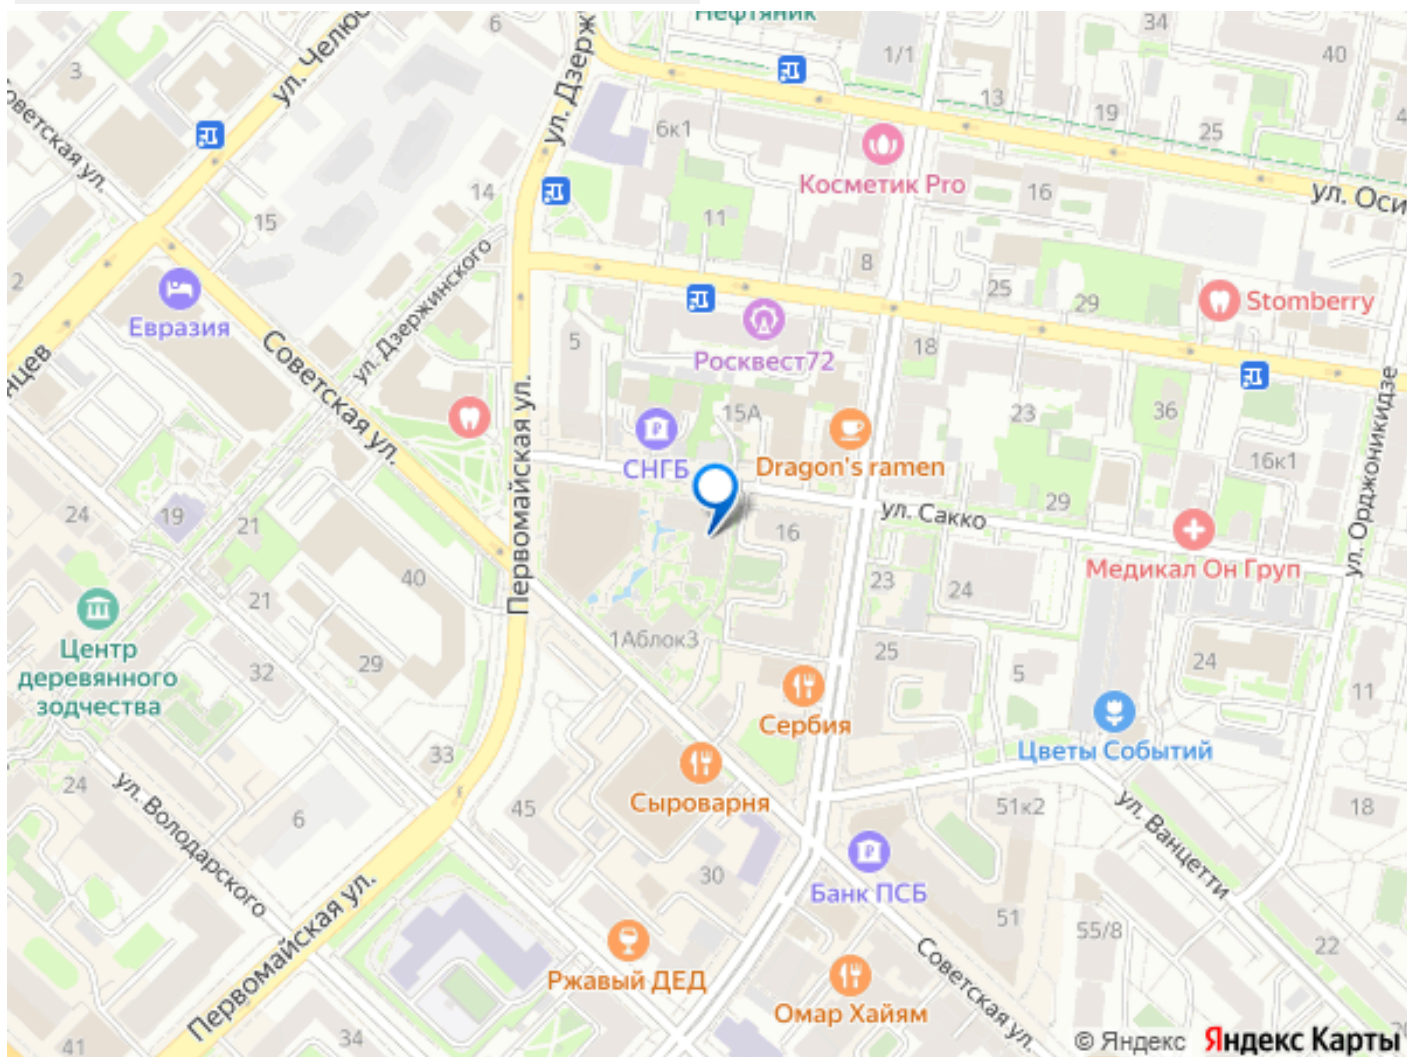 Нефтяник
6
34
3
ул. Челюс
ул. Дзерж
1/1
40
13
19
25
4
6к1
оветская ул.
Косметик Pro
14
16
ул. Оси
15
11
8
2
ул. Дзержинского
25
29
Stomberry
Евразия
5
Росквест72
18
нцев
Советская ул.
Первомайская ул.
15А
23
36
ул. Орджоникидзе
СНГБ
Dragon's ramen
16к1
24
19
21
16
ул. Сакко
29
Медикал Он Груп
40
23
24
21
Центр
деревянного
зодчества
32
29
1Аблок3
25
5
24
11
Сербия
Цветы Событий
33
24
Сыроварня
ул. Володарского
6
45
51к2
18
ул. Ванцетти
30
Банк ПСБ
Первомайская ул.
51
55/8
22
Ржавый ДЕД
Советская ул.
Омар Хайям
41
34
20
© Яндекс Яндекс Карты